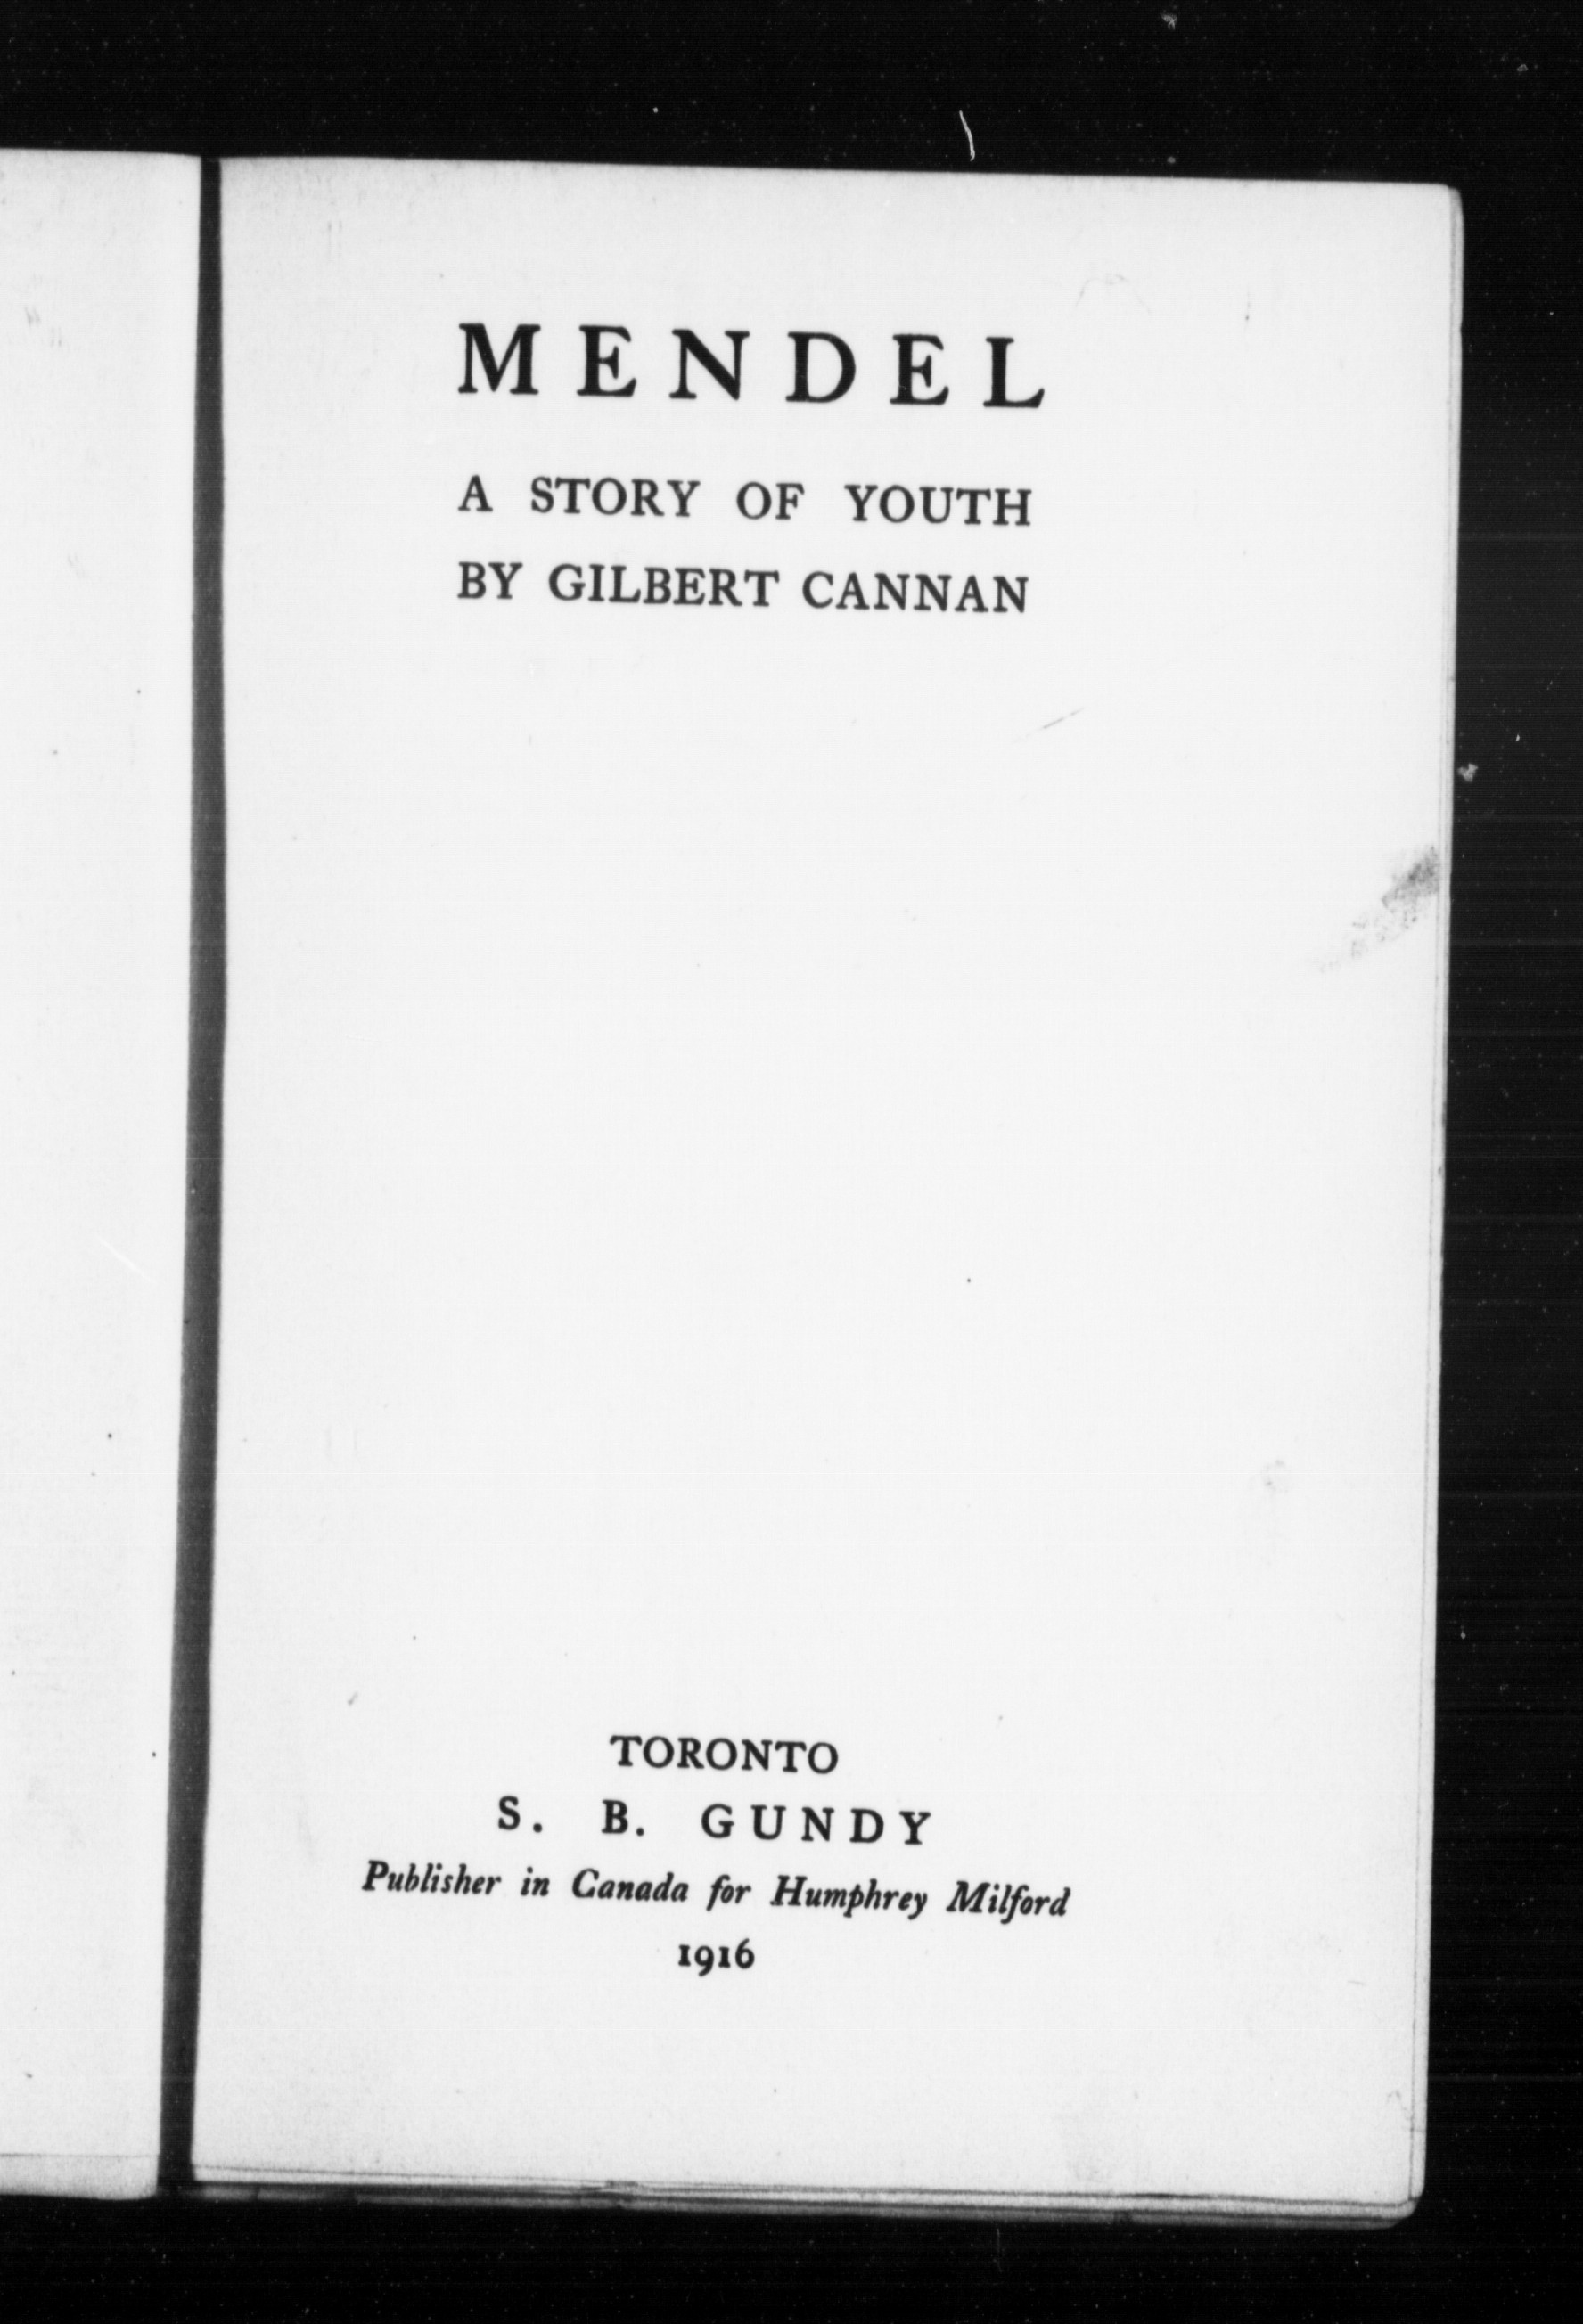 MENDEL
A STORY OF YOUTH
BY GILBERT CANNAN
TORONTO
S. B. GUNDY
Publisher in Canada for Humphrey Milford
1916